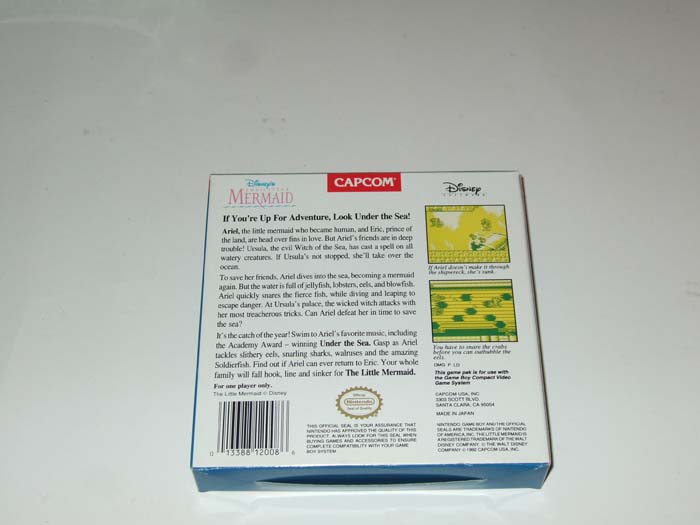 Disney's
THE LITTLE
MERMAID
CAPCOM
Disney
SOFTWARE
If You're Up For Adventure, Look Under the Sea!
Ariel, the little mermaid who became human, and Eric, prince of
the land, are head over fins in love. But Ariel's friends are in deep
trouble! Ursula, the evil Witch of the Sea, has cast a spell on all
watery creatures. If Ursula's not stopped, she'll take over the
ocean.
To save her friends, Ariel dives into the sea, becoming a mermaid
again. But the water is full of jellyfish, lobsters, eels, and blowfish.
Ariel quickly snares the fierce fish, while diving and leaping to
escape danger. At Ursula's palace, the wicked witch attacks with
her most treacherous tricks. Can Ariel defeat her in time to save
the sea?
It's the catch of the year! Swim to Ariel's favorite music, including
the Academy Award - winning Under the Sea. Gasp as Ariel
tackles slithery eels, snarling sharks, walruses and the amazing
Soldierfish. Find out if Ariel can ever return to Eric. Your whole
family will fall hook, line and sinker for The Little Mermaid.
For one player only.
The Little Mermaid © Disney
0 13388 12008 6
Official
Nintendo
Seal of Quality
THIS OFFICIAL SEAL IS YOUR ASSURANCE THAT
NINTENDO HAS APPROVED THE QUALITY OF THIS
PRODUCT. ALWAYS LOOK FOR THIS SEAL WHEN
BUYING GAMES AND ACCESSORIES TO ENSURE
COMPLETE COMPATIBILITY WITH YOUR GAME
BOY SYSTEM
If Ariel doesn't make it through
the shipwreck, she's sunk.
You have to snare the crabs
before you can outbubble the
eels.
DMG P LD
This game pak is for use with
the Game Boy Compact Video
Game System
CAPCOM USA, INC.
3303 SCOTT BLVD.
SANTA CLARA, CA 95054
MADE IN JAPAN
NINTENDO, GAME BOY AND THE OFFICIAL
SEALS ARE TRADEMARKS OF NINTENDO
OF AMERICA, INC. THE LITTLE MERMAID IS
A REGISTERED TRADEMARK OF THE WALT
DISNEY COMPANY. © THE WALT DISNEY
COMPANY. © 1992 CAPCOM USA, INC.